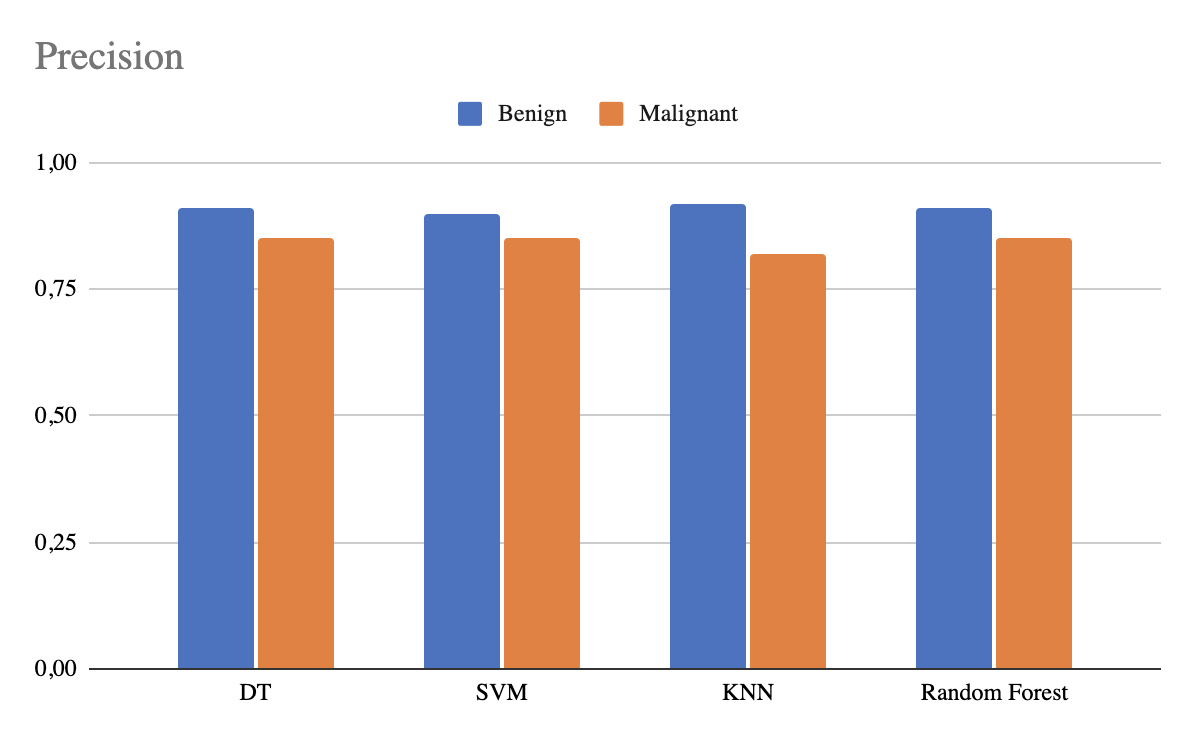 Precision
Benign Malignant
1,00
0,75
0,50
0,25
0,00
DT SVM KNN Random Forest